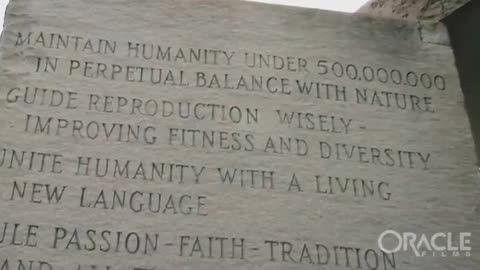 MAINTAIN HUMANITY UNDER 500,000,000
IN PERPETUAL BALANCE WITH NATURE
GUIDE REPRODUCTION WISELY-
IMPROVING FITNESS AND DIVERSITY
UNITE HUMANITY WITH A LIVING
NEW LANGUAGE
ULE PASSION-FAITH-TRADITION-
ORACLE
FILMS